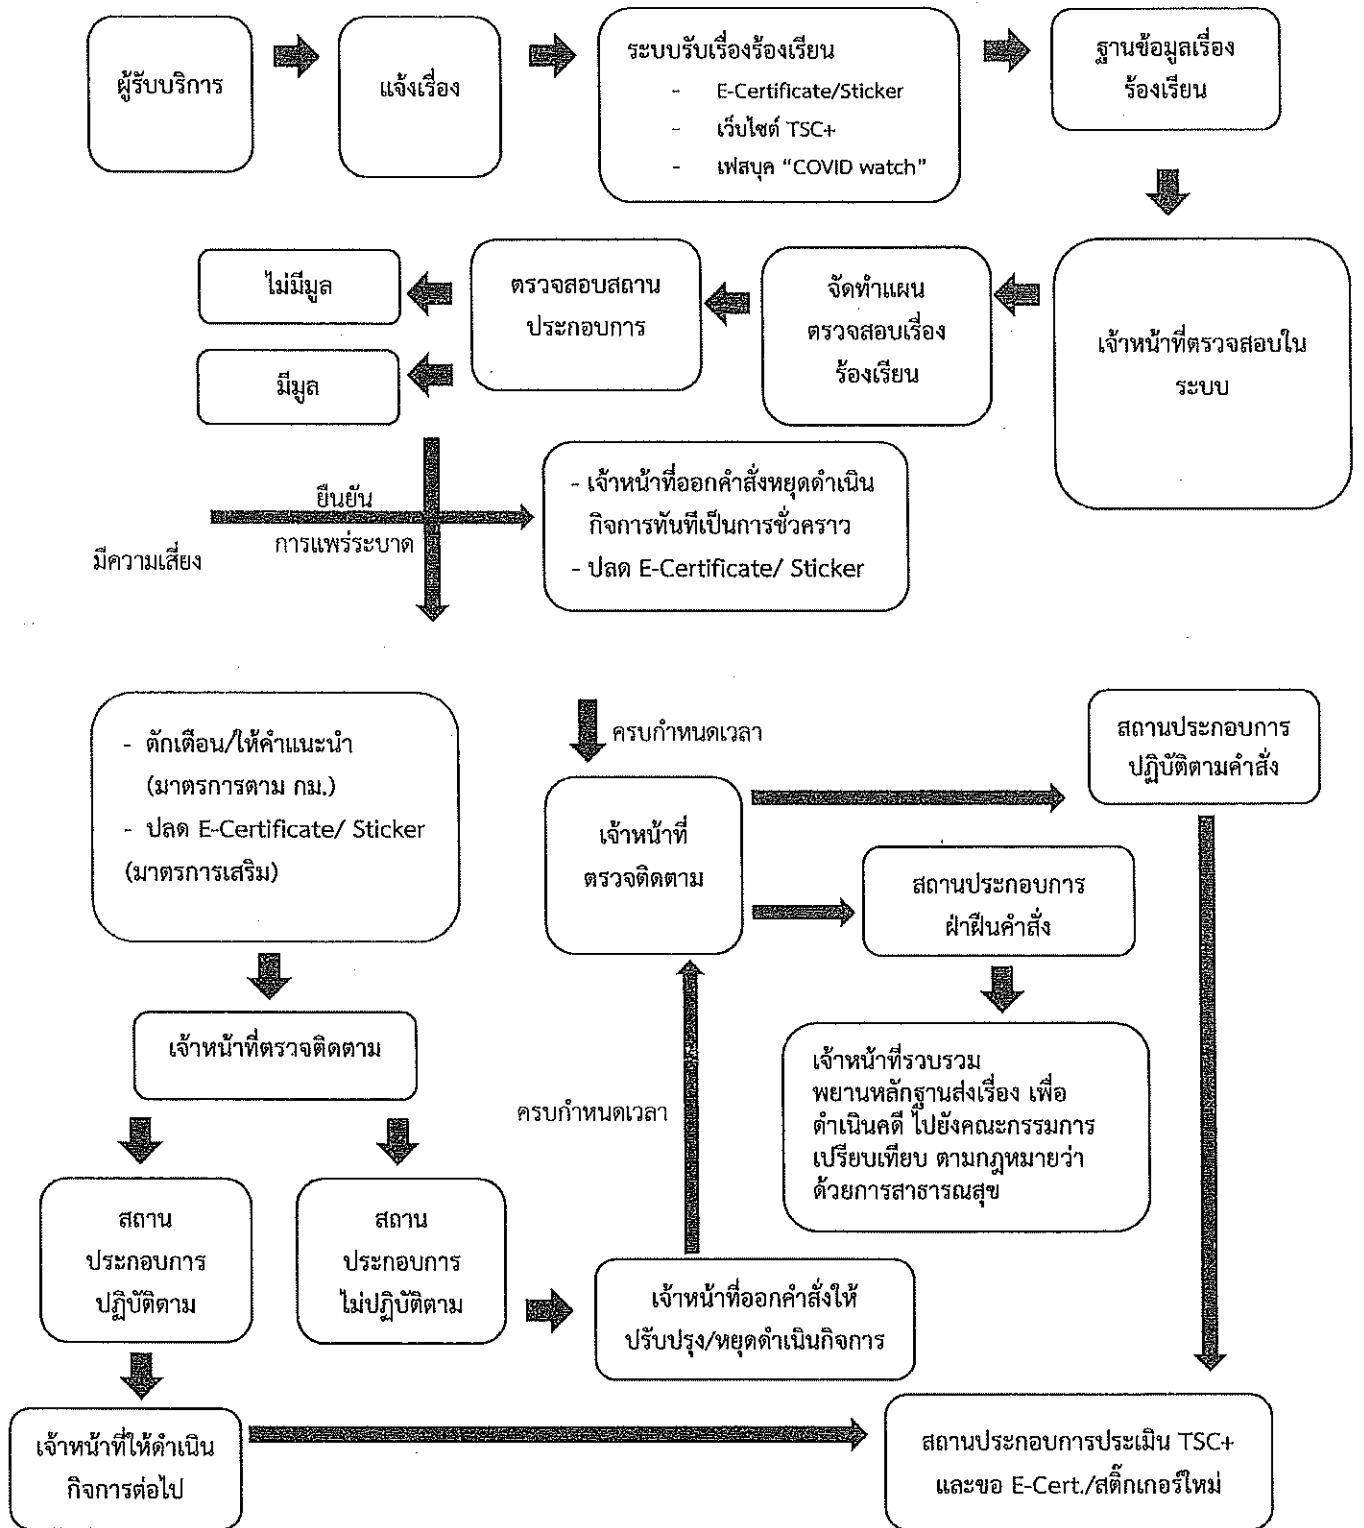 ผู้รับบริการ
แจ้งเรื่อง
ระบบรับเรื่องร้องเรียน
- E-Certificate/Sticker
- เว็บไซต์ TSC+
- เฟสบุค “COVID watch”
ฐานข้อมูลเรื่อง
ร้องเรียน
เจ้าหน้าที่ตรวจสอบใน
ระบบ
จัดทำแผน
ตรวจสอบเรื่อง
ร้องเรียน
ตรวจสอบสถาน
ประกอบการ
ไม่มีมูล
มีมูล
ยืนยัน
การแพร่ระบาด
มีความเสี่ยง
- เจ้าหน้าที่ออกคำสั่งหยุดดำเนิน
กิจการทันทีเป็นการชั่วคราว
- ปลด E-Certificate/ Sticker
- ตักเตือน/ให้คำแนะนำ
(มาตรการตาม กม.)
- ปลด E-Certificate/ Sticker
(มาตรการเสริม)
ครบกำหนดเวลา
เจ้าหน้าที่
ตรวจติดตาม
สถานประกอบการ
ปฏิบัติตามคำสั่ง
สถานประกอบการ
ฝ่าฝืนคำสั่ง
เจ้าหน้าที่รวบรวม
พยานหลักฐานส่งเรื่อง เพื่อ
ดำเนินคดี ไปยังคณะกรรมการ
เปรียบเทียบ ตามกฎหมายว่า
ด้วยการสาธารณสุข
เจ้าหน้าที่ตรวจติดตาม
ครบกำหนดเวลา
สถาน
ประกอบการ
ปฏิบัติตาม
สถาน
ประกอบการ
ไม่ปฏิบัติตาม
เจ้าหน้าที่ออกคำสั่งให้
ปรับปรุง/หยุดดำเนินกิจการ
เจ้าหน้าที่ให้ดำเนิน
กิจการต่อไป
สถานประกอบการประเมิน TSC+
และขอ E-Cert./สติ๊กเกอร์ใหม่